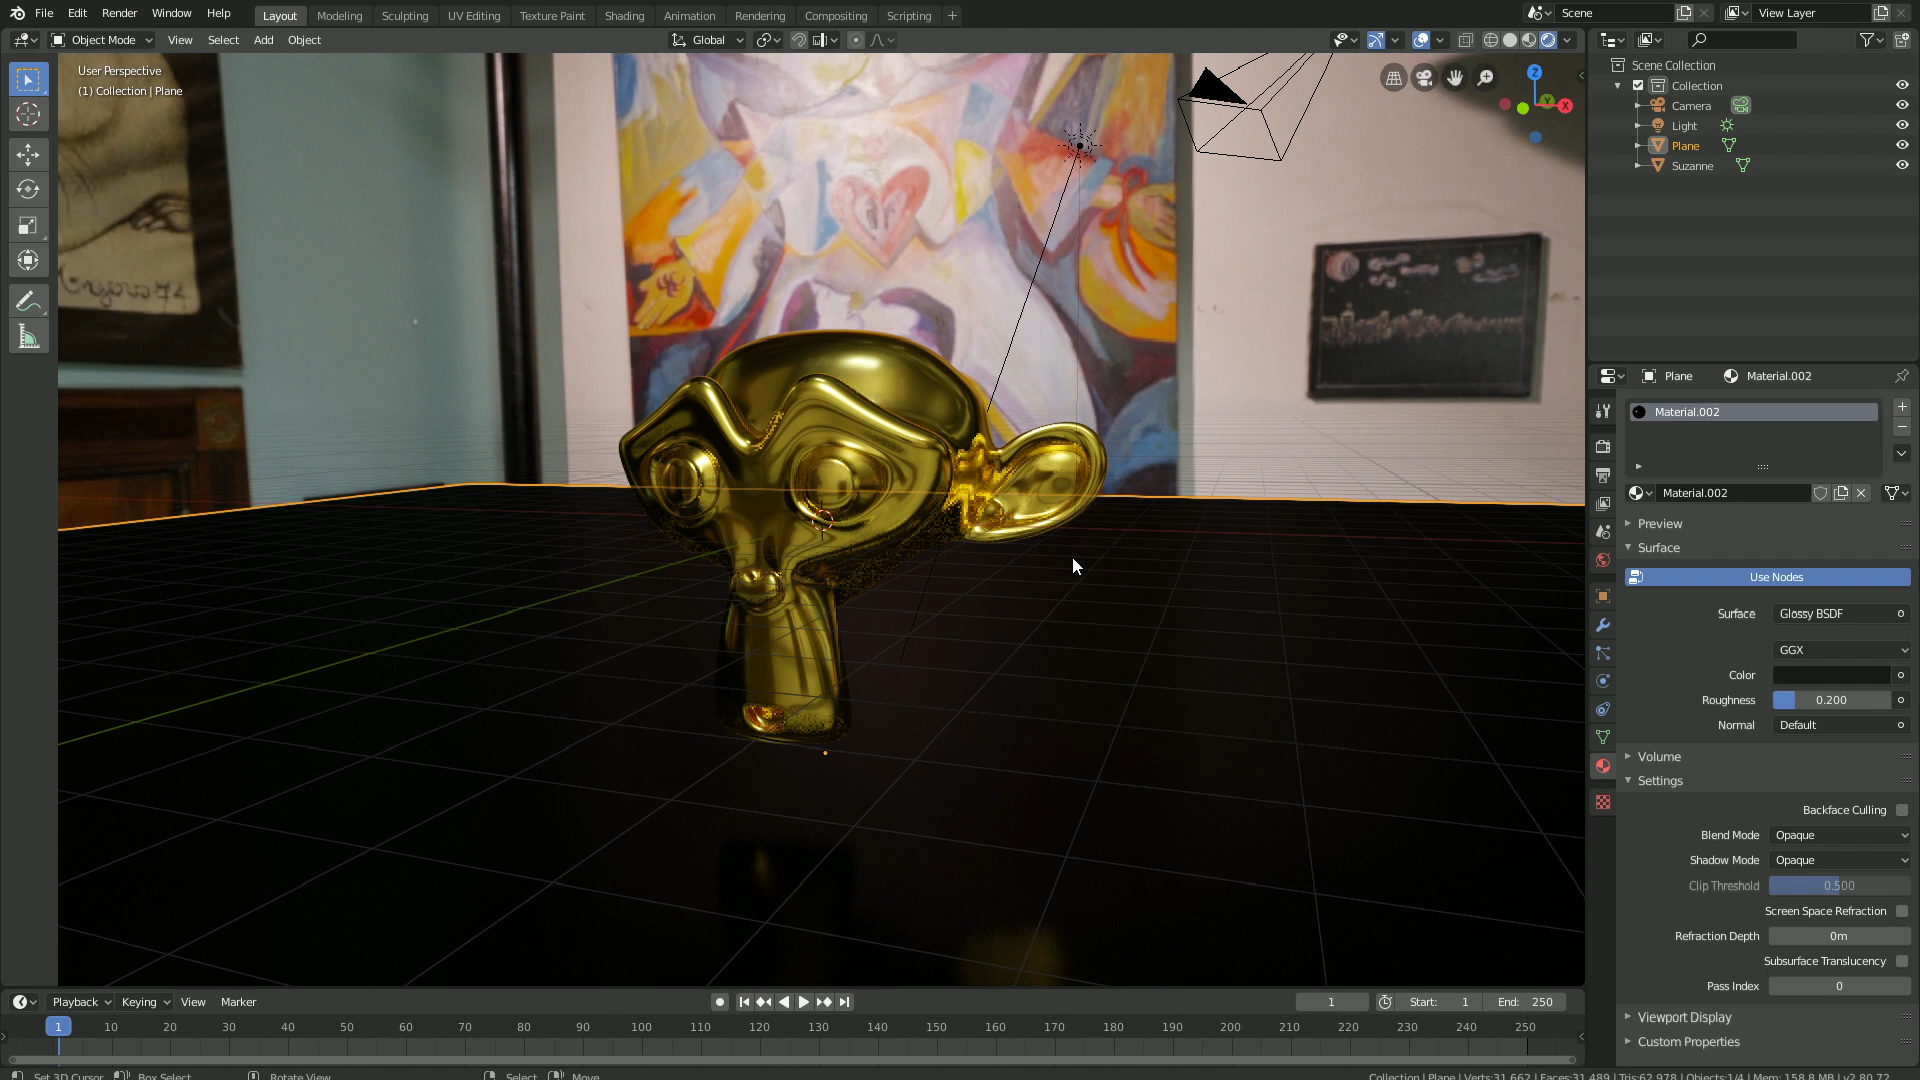 File Edit Render Window Help Layout Modeling Sculpting UV Editing Texture Paint Shading Animation Rendering Compositing Scripting + Scene View Layer
Object Mode View Select Add Object Global
User Perspective
(1) Collection | Plane
Z
Y
X
Scene Collection
Collection
Camera
Light
Plane
Suzanne
Plane Material.002
Material.002
Material.002
Preview
Surface
Use Nodes
Surface Glossy BSDF
GGX
Color
Roughness 0.200
Normal Default
Volume
Settings
Backface Culling
Blend Mode Opaque
Shadow Mode Opaque
Clip Threshold 0.500
Screen Space Refraction
Refraction Depth 0m
Subsurface Translucency
Pass Index 0
Viewport Display
Custom Properties
Playback Keying View Marker 1 Start: 1 End: 250
1 10 20 30 40 50 60 70 80 90 100 110 120 130 140 150 160 170 180 190 200 210 220 230 240 250
Set 3D Cursor Box Select Rotate View Select Move Collection | Plane | Verts:31,662 | Faces:31,489 | Tris:62,978 | Objects:1/4 | Mem: 158.8 MB | v2.80.72